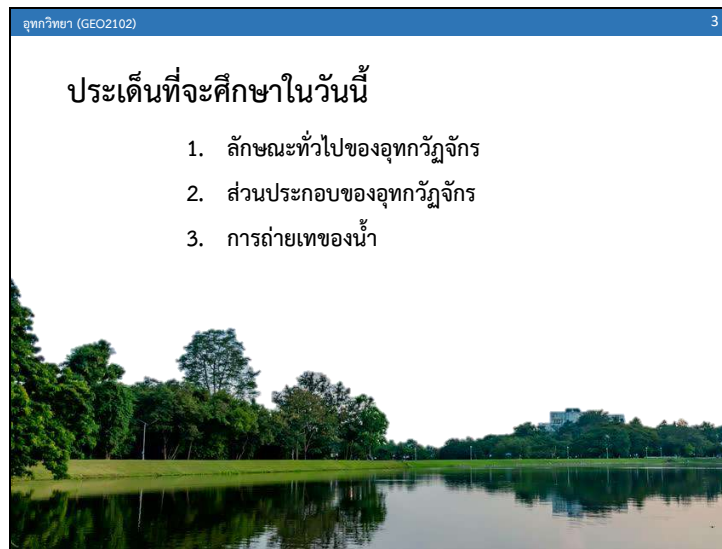 อุทกวิทยา (GEO2102)
3
ประเด็นที่จะศึกษาในวันนี้
1. ลักษณะทั่วไปของอุทกวัฏจักร
2. ส่วนประกอบของอุทกวัฏจักร
3. การถ่ายเทของน้ำ